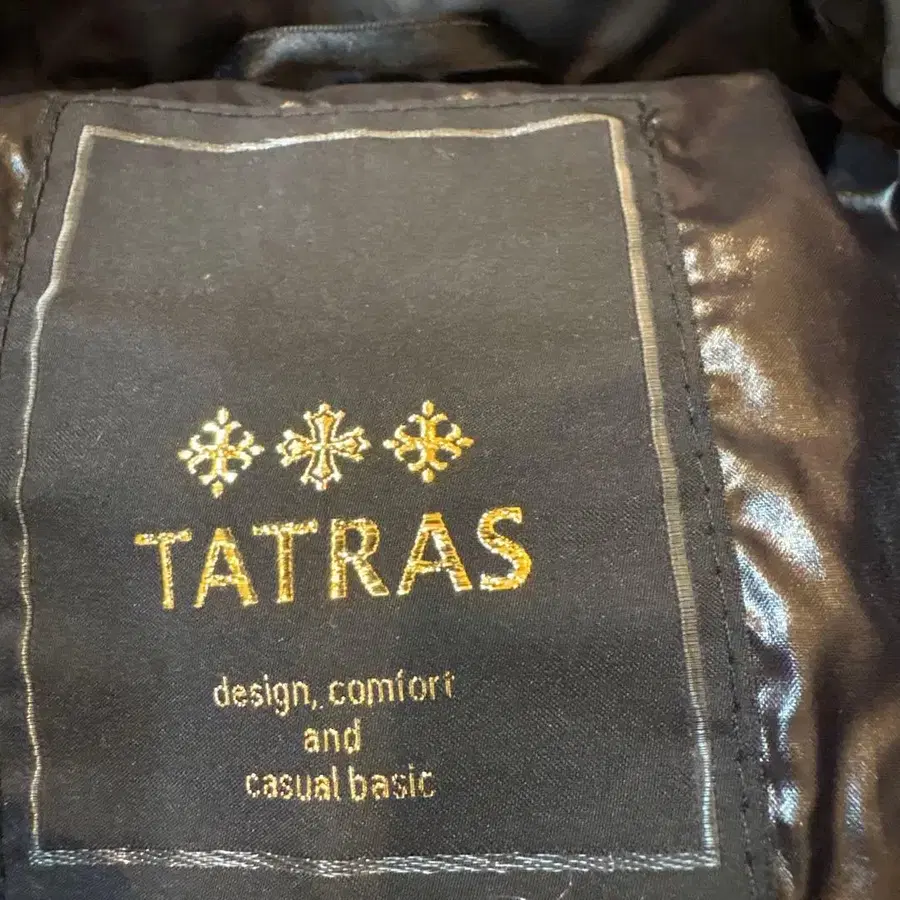 TATRAS
design, comfort
and
casual basic